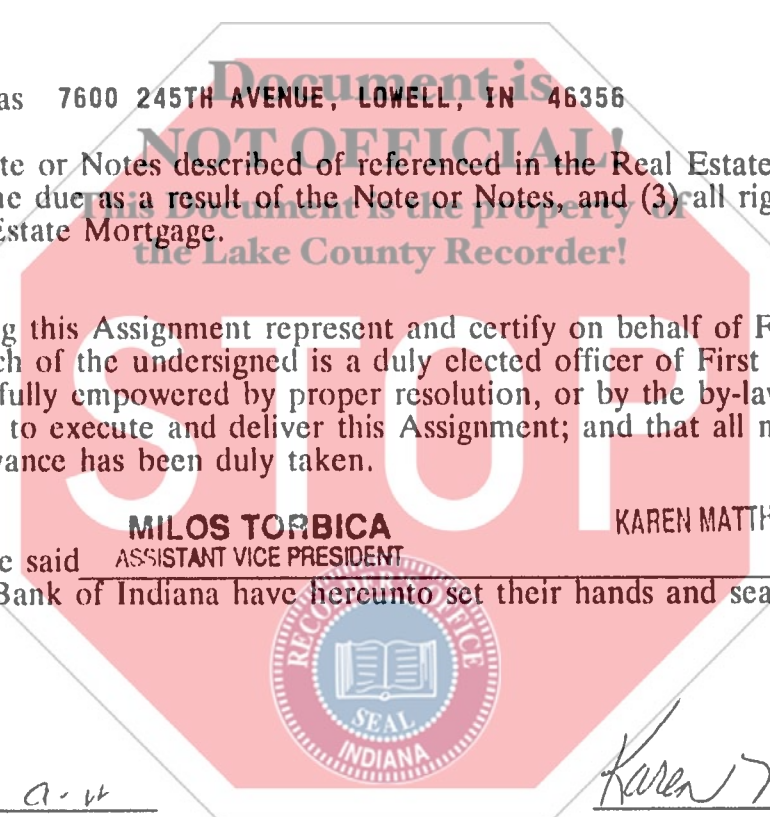 Document is
as 7600 245TH AVENUE, LOWELL, IN 46356
NOT OFFICIAL!
te or Notes described of referenced in the Real Estate
This Document is the property of
ne due as a result of the Note or Notes, and (3) all rig
Estate Mortgage.
the Lake County Recorder!
g this Assignment represent and certify on behalf of F
ch of the undersigned is a duly elected officer of First
fully empowered by proper resolution, or by the by-law
to execute and deliver this Assignment; and that all n
vance has been duly taken.
STOP
MILOS TORBICA KAREN MATTH
e said ASSISTANT VICE PRESIDENT
Bank of Indiana have hereunto set their hands and sea
RECORDER'S OFFICE
SEAL
INDIANA
Karen